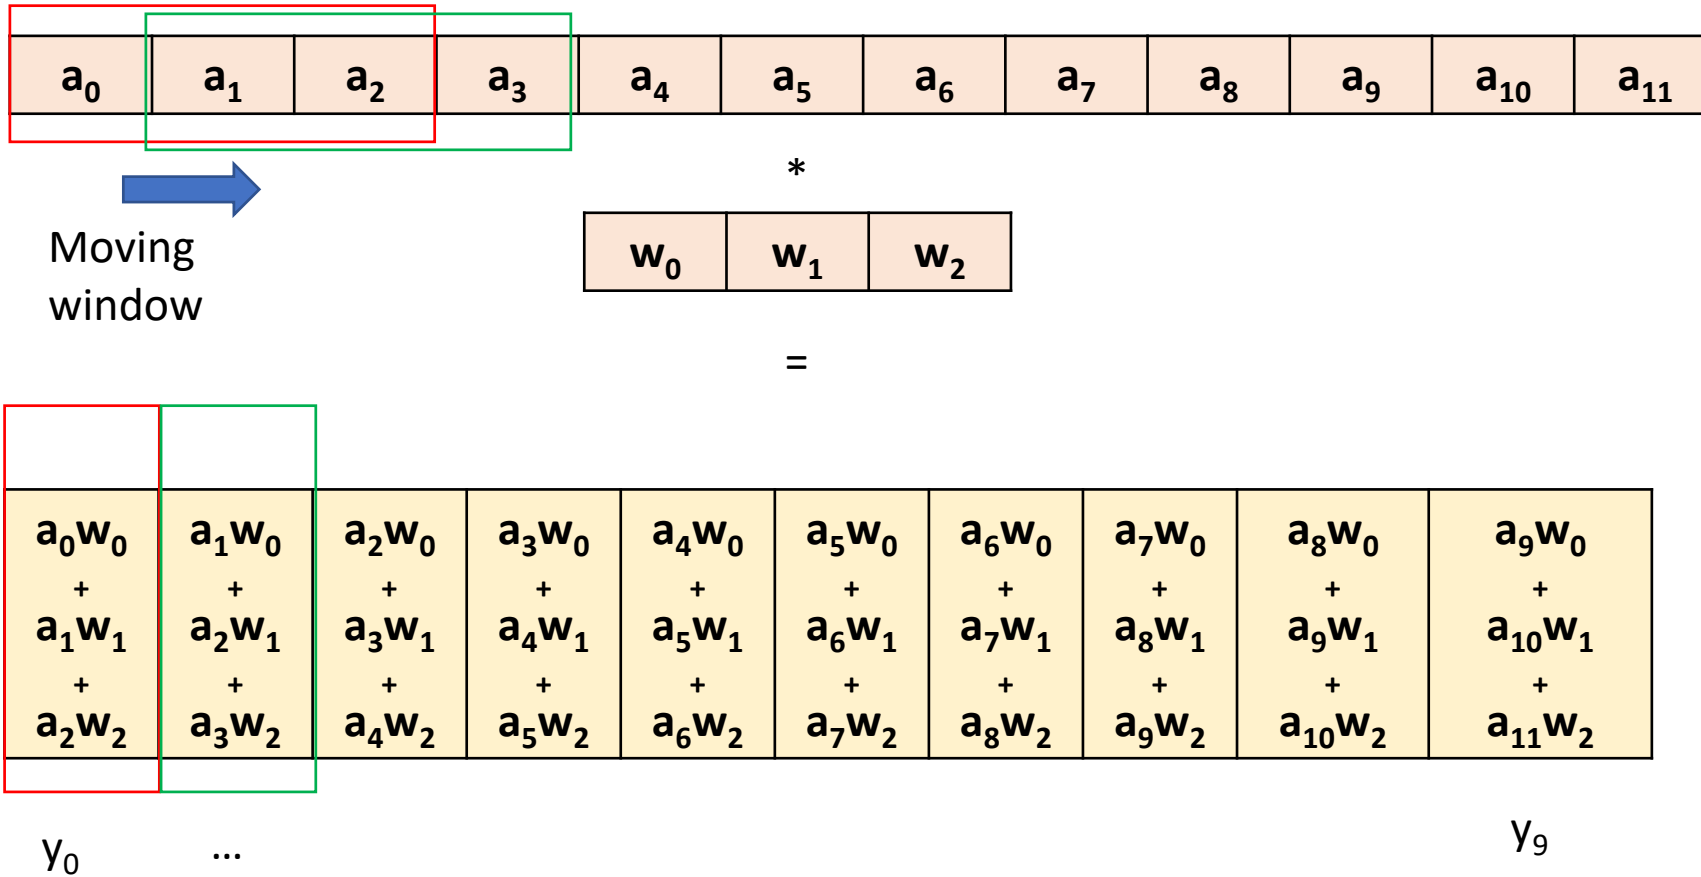 a₀ a₁ a₂ a₃ a₄ a₅ a₆ a₇ a₈ a₉ a₁₀ a₁₁
*
Moving
window
w₀ w₁ w₂
=
a₀w₀ a₁w₀ a₂w₀ a₃w₀ a₄w₀ a₅w₀ a₆w₀ a₇w₀ a₈w₀ a₉w₀
+ + + + + + + + + +
a₁w₁ a₂w₁ a₃w₁ a₄w₁ a₅w₁ a₆w₁ a₇w₁ a₈w₁ a₉w₁ a₁₀w₁
+ + + + + + + + + +
a₂w₂ a₃w₂ a₄w₂ a₅w₂ a₆w₂ a₇w₂ a₈w₂ a₉w₂ a₁₀w₂ a₁₁w₂
y₀ ... y₉